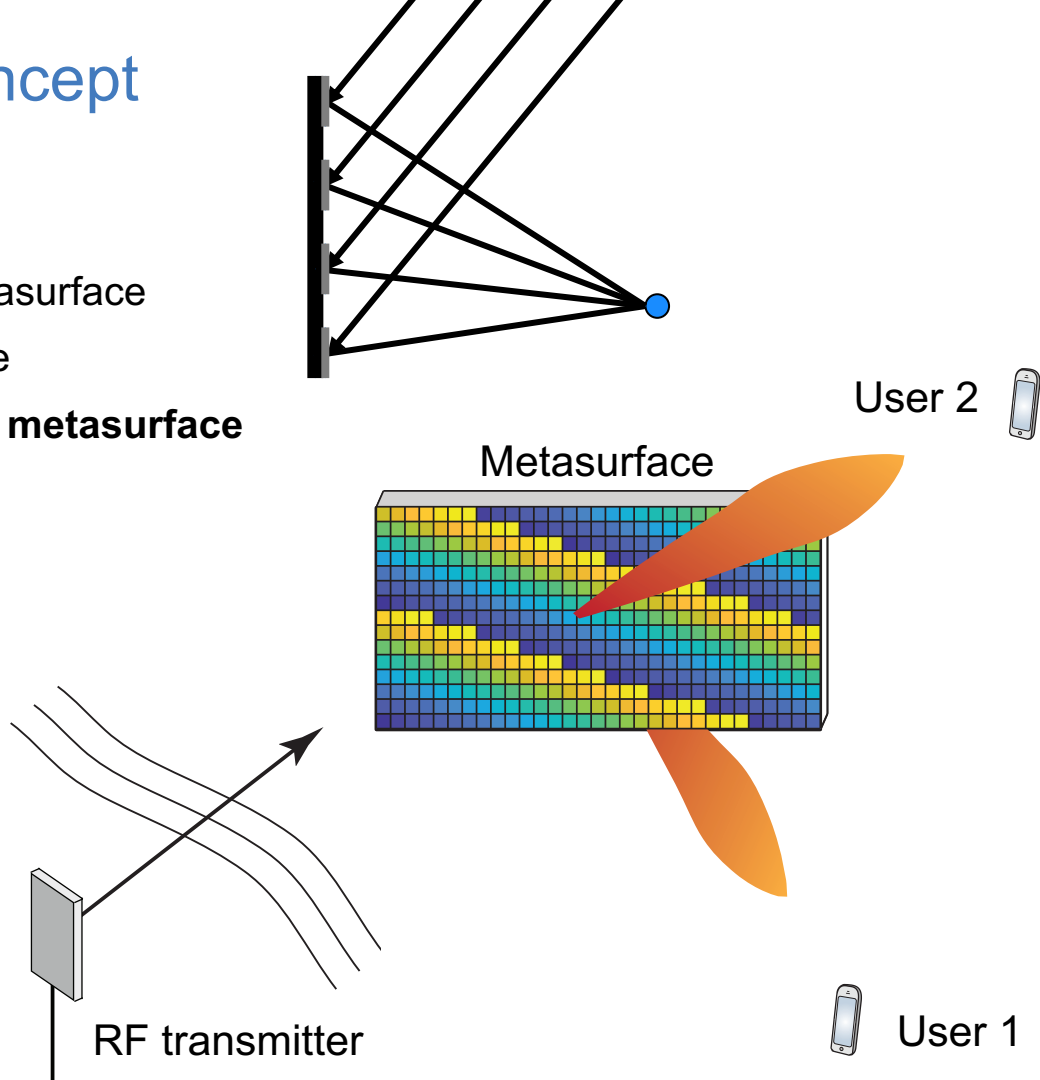 ncept
asurface
e
metasurface
User 2
Metasurface
RF transmitter
User 1